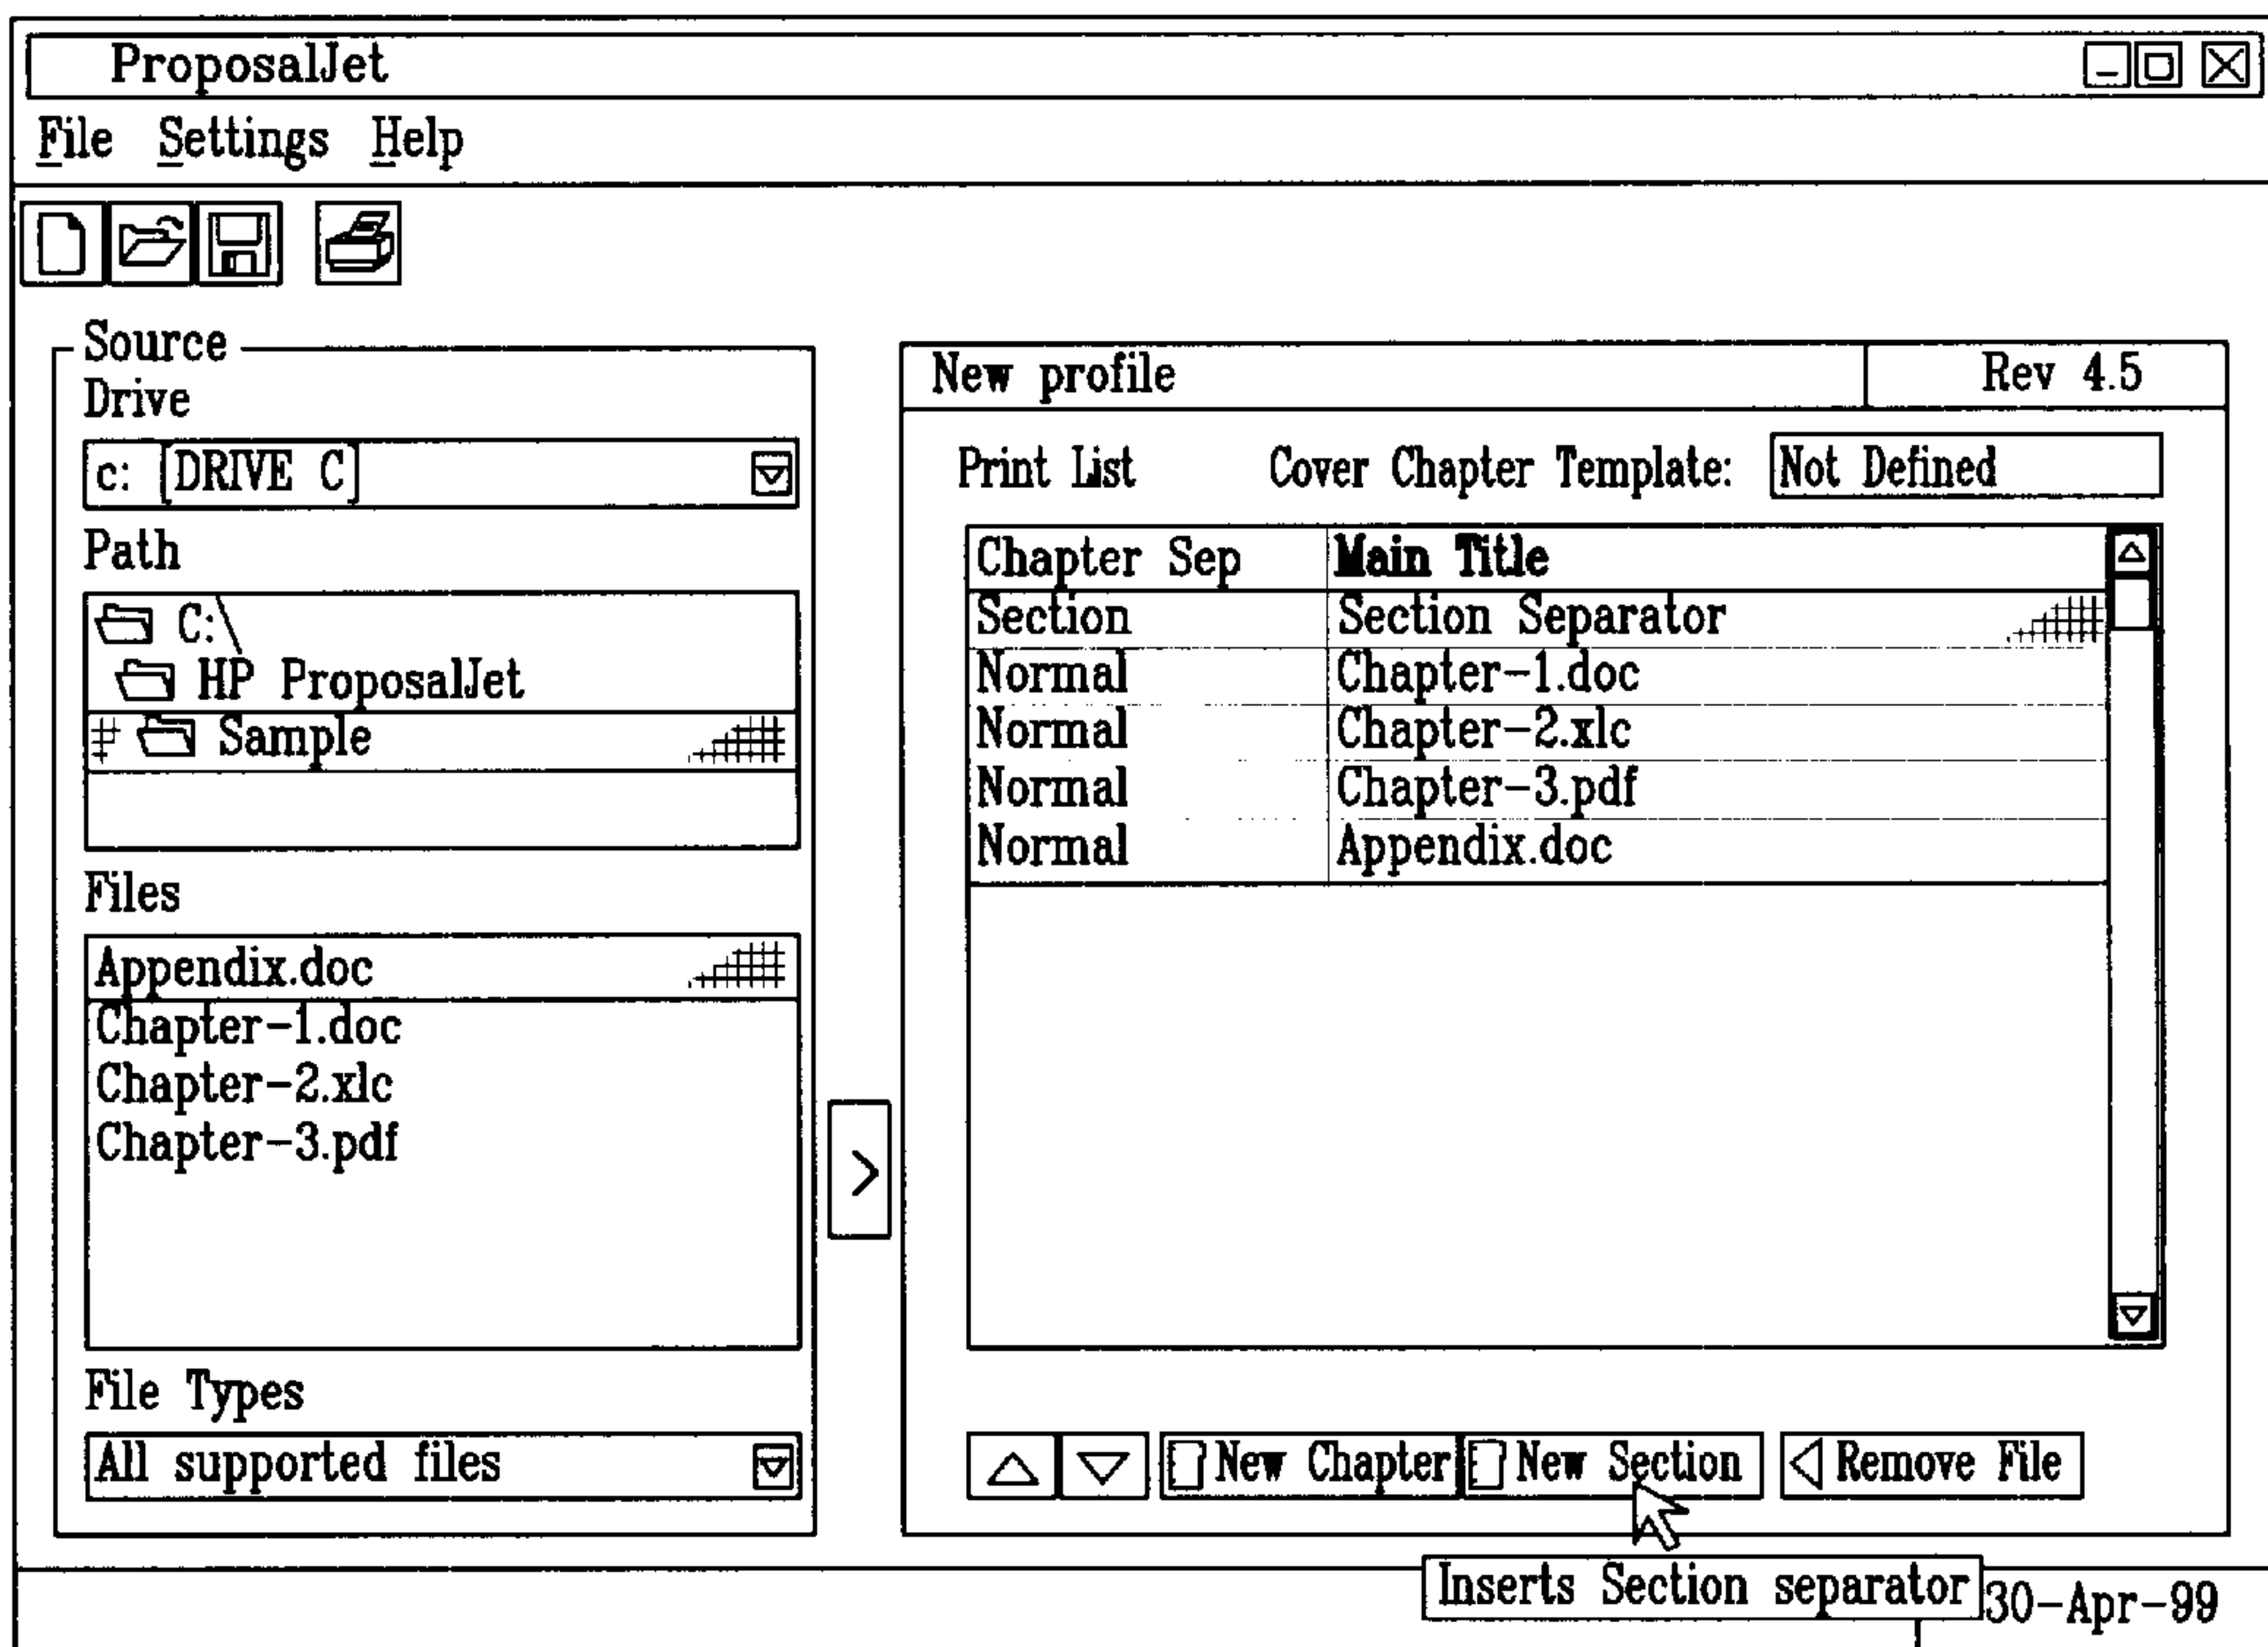 ProposalJet
File Settings Help
Source
Drive
c: [DRIVE C]
Path
C:\
HP ProposalJet
Sample
Files
Appendix.doc
Chapter-1.doc
Chapter-2.xlc
Chapter-3.pdf
File Types
All supported files
>
New profile Rev 4.5
Print List Cover Chapter Template: Not Defined
Chapter Sep Main Title
Section Section Separator
Normal Chapter-1.doc
Normal Chapter-2.xlc
Normal Chapter-3.pdf
Normal Appendix.doc
New Chapter New Section Remove File
Inserts Section separator
30-Apr-99